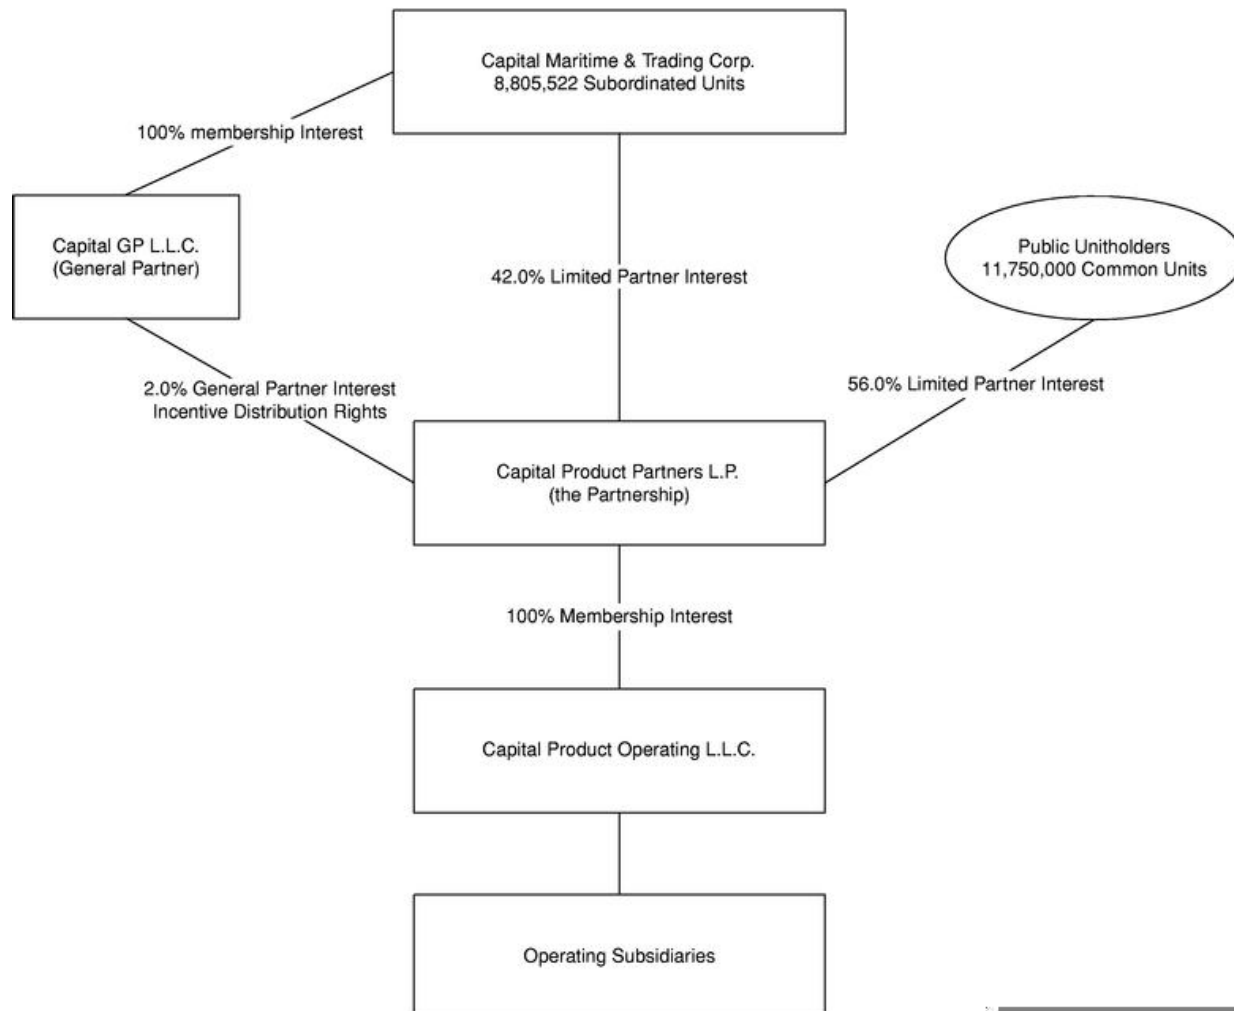 Capital Maritime & Trading Corp.
8,805,522 Subordinated Units
100% membership Interest
Capital GP L.L.C.
(General Partner)
Public Unitholders
11,750,000 Common Units
42.0% Limited Partner Interest
2.0% General Partner Interest
Incentive Distribution Rights
56.0% Limited Partner Interest
Capital Product Partners L.P.
(the Partnership)
100% Membership Interest
Capital Product Operating L.L.C.
Operating Subsidiaries